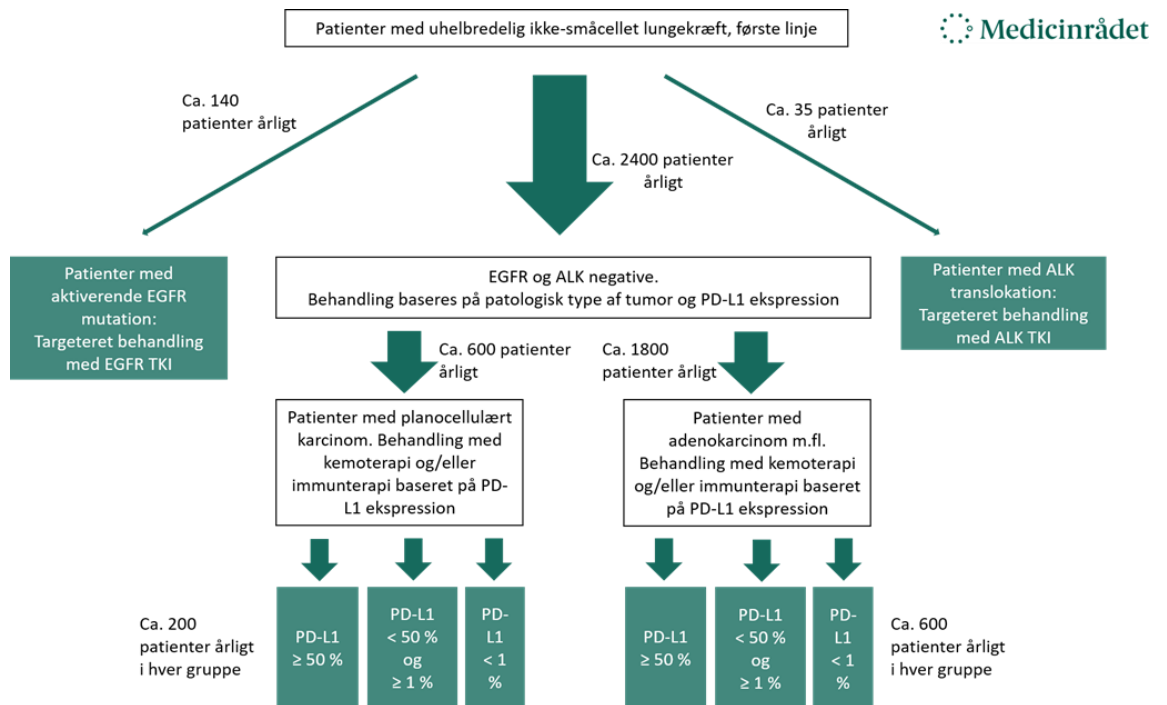 Patienter med uhelbredelig ikke-småcellet lungekræft, første linje
Medicinrådet
Ca. 140
patienter årligt
Ca. 2400 patienter
årligt
Ca. 35 patienter
årligt
Patienter med
aktiverende EGFR
mutation:
Targeteret behandling
med EGFR TKI
EGFR og ALK negative.
Behandling baseres på patologisk type af tumor og PD-L1 ekspression
Patienter med ALK
translokation:
Targeteret behandling
med ALK TKI
Ca. 600 patienter
årligt
Ca. 1800
patienter årligt
Patienter med planocellulært
karcinom. Behandling med
kemoterapi og/eller
immunterapi baseret på PD-
L1 ekspression
Patienter med
adenokarcinom m.fl.
Behandling med kemoterapi
og/eller immunterapi baseret
på PD-L1 ekspression
Ca. 200
patienter årligt
i hver gruppe
PD-L1
≥ 50 %
PD-L1
< 50 %
og
≥ 1 %
PD-
L1
< 1
%
PD-L1
≥ 50 %
PD-L1
< 50 %
og
≥ 1 %
PD-
L1
< 1
%
Ca. 600
patienter årligt
i hver gruppe